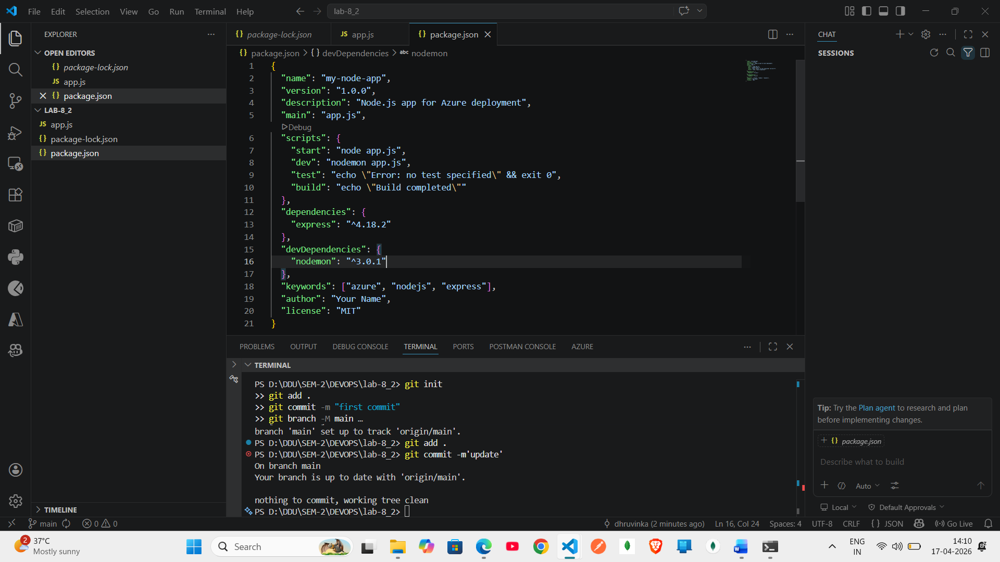 File Edit Selection View Go Run Terminal Help
lab-8_2
EXPLORER
OPEN EDITORS
{} package-lock.json
JS app.js
{} package.json
LAB-8_2
JS app.js
{} package-lock.json
{} package.json
TIMELINE
{} package-lock.json
JS app.js
{} package.json
{} package.json > {} devDependencies > abc nodemon
1 {
2 "name": "my-node-app",
3 "version": "1.0.0",
4 "description": "Node.js app for Azure deployment",
5 "main": "app.js",
Debug
6 "scripts": {
7 "start": "node app.js",
8 "dev": "nodemon app.js",
9 "test": "echo \"Error: no test specified\" && exit 0",
10 "build": "echo \"Build completed\""
11 },
12 "dependencies": {
13 "express": "^4.18.2"
14 },
15 "devDependencies": {
16 "nodemon": "^3.0.1"
17 },
18 "keywords": ["azure", "nodejs", "express"],
19 "author": "Your Name",
20 "license": "MIT"
21 }
PROBLEMS OUTPUT DEBUG CONSOLE TERMINAL PORTS POSTMAN CONSOLE AZURE
TERMINAL
PS D:\DDU\SEM-2\DEVOPS\lab-8_2> git init
>> git add .
>> git commit -m "first commit"
>> git branch -M main …
branch 'main' set up to track 'origin/main'.
PS D:\DDU\SEM-2\DEVOPS\lab-8_2> git add .
PS D:\DDU\SEM-2\DEVOPS\lab-8_2> git commit -m'update'
On branch main
Your branch is up to date with 'origin/main'.
nothing to commit, working tree clean
PS D:\DDU\SEM-2\DEVOPS\lab-8_2>
CHAT
SESSIONS
Tip: Try the Plan agent to research and plan
before implementing changes.
{} package.json
Describe what to build
Auto
Local Default Approvals
main 0 0 dhruvinka (2 minutes ago) Ln 16, Col 24 Spaces: 4 UTF-8 CRLF {} JSON Go Live
2
37°C
Mostly sunny
Search
ENG
IN
14:10
17-04-2026